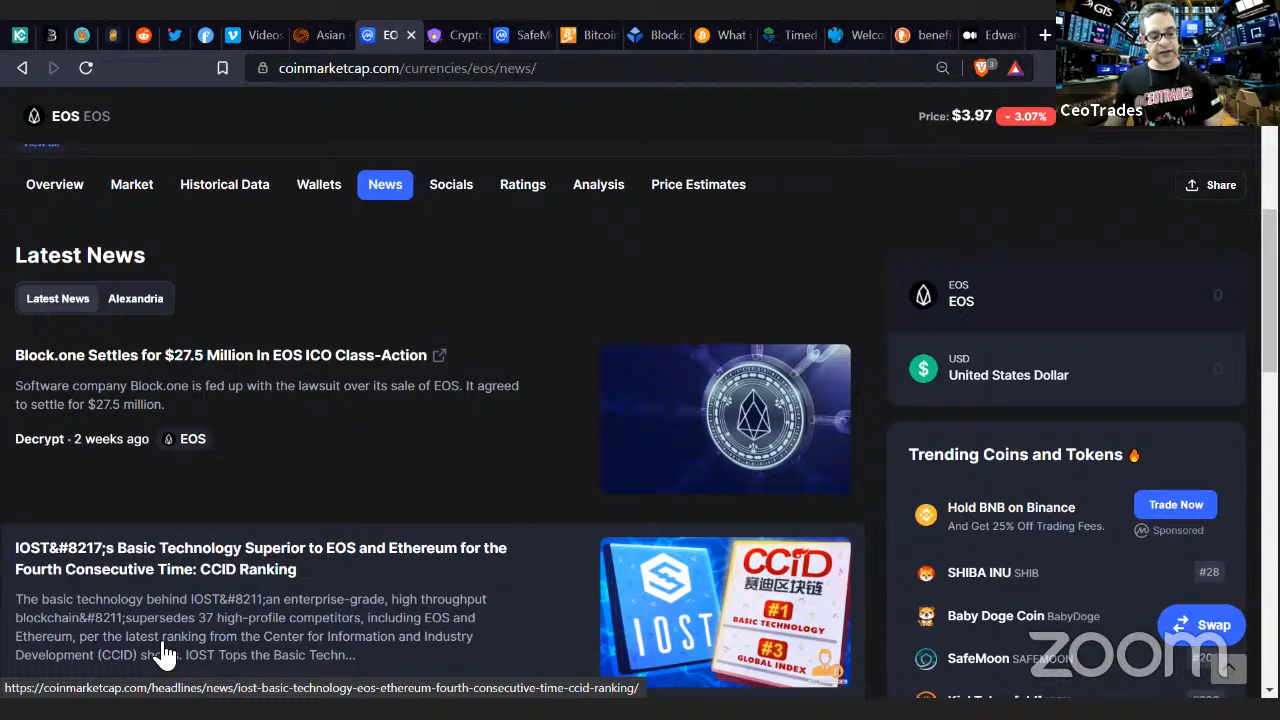 Videos
Asian
EO
Crypto
SafeM
Bitcoin
Blockc
What i
Timed
Welco
benefi
Edwar
coinmarketcap.com/currencies/eos/news/
3
GTS
CEOTRADES
CeoTrades
EOS EOS
Price: $3.97 3.07%
View all
Overview
Market
Historical Data
Wallets
News
Socials
Ratings
Analysis
Price Estimates
Share
Latest News
Latest News
Alexandria
Block.one Settles for $27.5 Million In EOS ICO Class-Action
Software company Block.one is fed up with the lawsuit over its sale of EOS. It agreed
to settle for $27.5 million.
Decrypt · 2 weeks ago
EOS
IOST&#8217;s Basic Technology Superior to EOS and Ethereum for the
Fourth Consecutive Time: CCID Ranking
The basic technology behind IOST&#8211;an enterprise-grade, high throughput
blockchain&#8211;supersedes 37 high-profile competitors, including EOS and
Ethereum, per the latest ranking from the Center for Information and Industry
Development (CCID) sho. IOST Tops the Basic Techn...
IOST
CCID
赛迪区块链
#1
BASIC TECHNOLOGY
#3
GLOBAL INDEX
EOS
EOS
0
USD
United States Dollar
0
Trending Coins and Tokens
Hold BNB on Binance
And Get 25% Off Trading Fees.
Trade Now
Sponsored
SHIBA INU SHIB
#28
Baby Doge Coin BabyDoge
Swap
SafeMoon SAFEMOON
zoom
https://coinmarketcap.com/headlines/news/iost-basic-technology-eos-ethereum-fourth-consecutive-time-ccid-ranking/